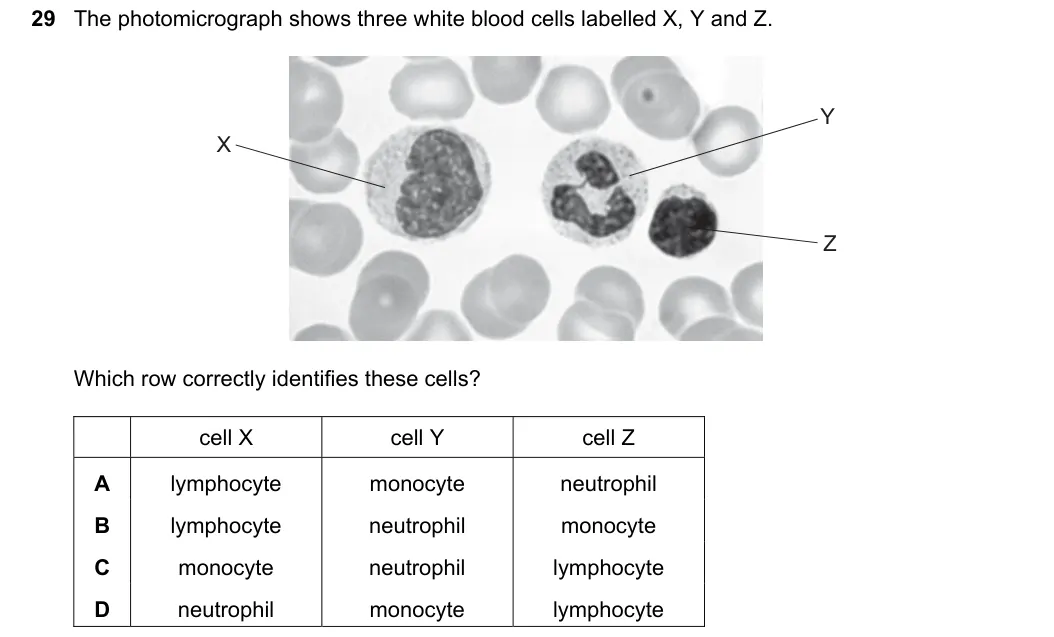 29 The photomicrograph shows three white blood cells labelled X, Y and Z.
Y
X
Z
Which row correctly identifies these cells?
cell X cell Y cell Z
A lymphocyte monocyte neutrophil
B lymphocyte neutrophil monocyte
C monocyte neutrophil lymphocyte
D neutrophil monocyte lymphocyte